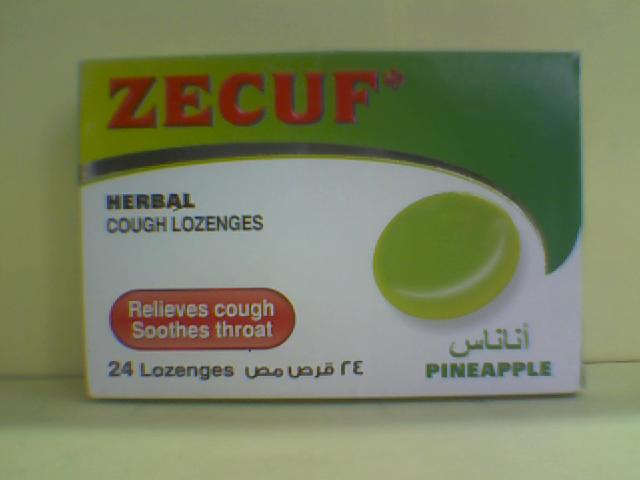 ZECUF
HERBAL
COUGH LOZENGES
Relieves cough
Soothes throat
24 Lozenges ٢٤ قرص مص
أناناس
PINEAPPLE